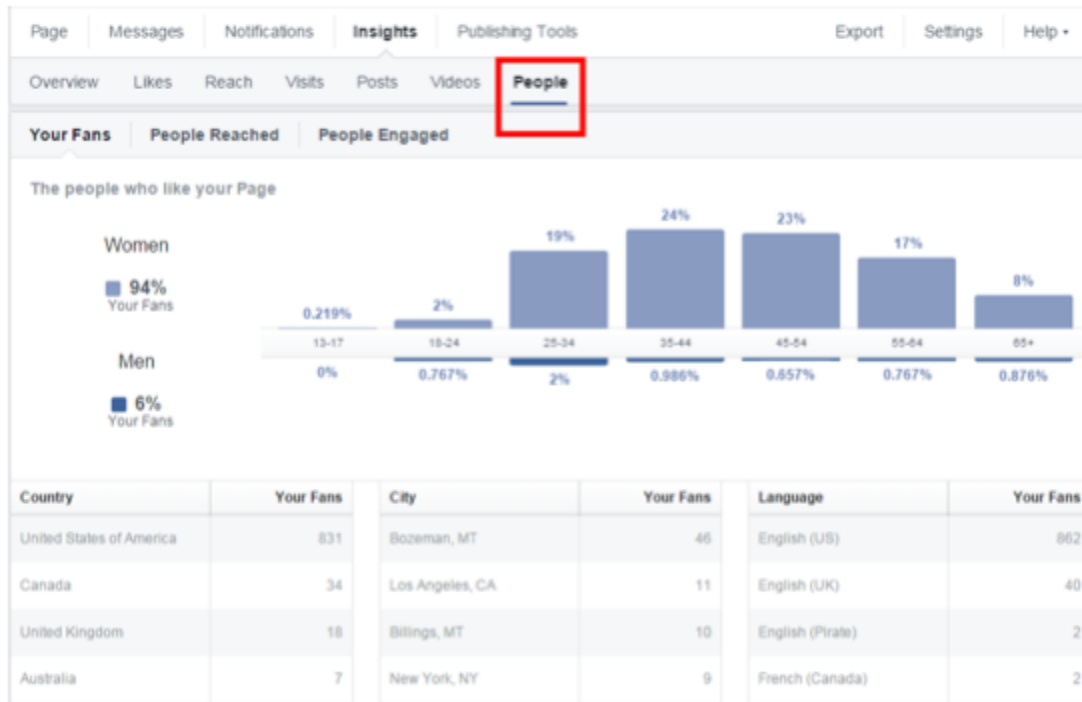 Page Messages Notifications Insights Publishing Tools Export Settings Help
Overview Likes Reach Visits Posts Videos People
Your Fans People Reached People Engaged
The people who like your Page
Women
94%
Your Fans
0.219% 2% 19% 24% 23% 17% 8%
13-17 18-24 25-34 35-44 45-54 55-64 65+
0% 0.767% 2% 0.986% 0.657% 0.767% 0.876%
Men
6%
Your Fans
Country Your Fans City Your Fans Language Your Fans
United States of America 831 Bozeman, MT 46 English (US) 862
Canada 34 Los Angeles, CA 11 English (UK) 40
United Kingdom 18 Billings, MT 10 English (Pirate) 2
Australia 7 New York, NY 9 French (Canada) 2